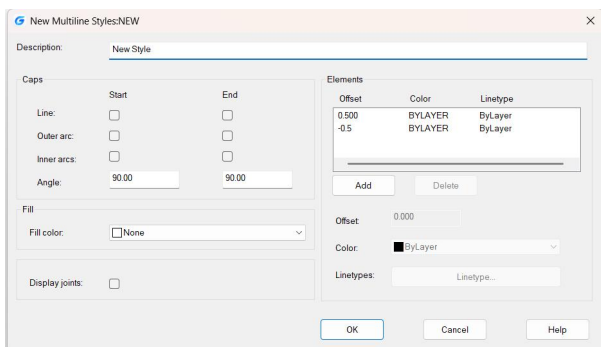 New Multiline Styles:NEW
Description: New Style
Caps
Start End
Line:
Outer arc:
Inner arcs:
Angle: 90.00 90.00
Fill
Fill color: None
Display joints:
Elements
Offset Color Linetype
0.500 BYLAYER ByLayer
-0.5 BYLAYER ByLayer
Add Delete
Offset: 0.000
Color: ByLayer
Linetypes: Linetype...
OK Cancel Help